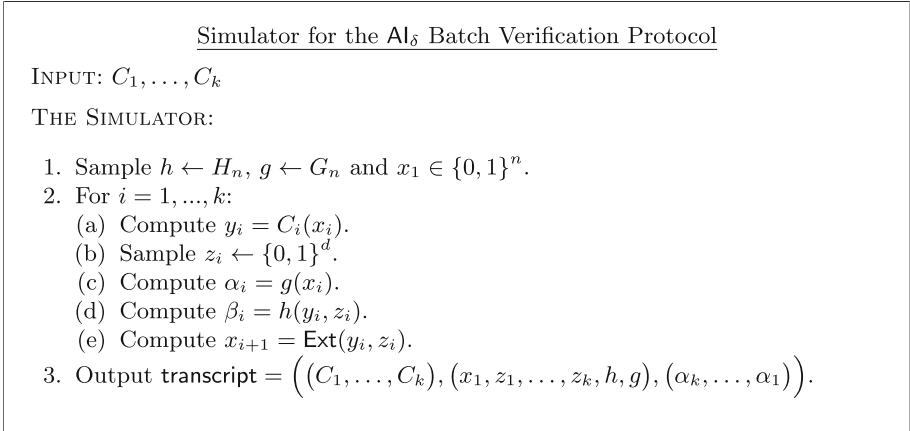 Simulator for the AI_δ Batch Verification Protocol
INPUT: C_1, . . . , C_k
THE SIMULATOR:
1. Sample h ← H_n, g ← G_n and x_1 ∈ {0, 1}^n.
2. For i = 1, ..., k:
(a) Compute y_i = C_i(x_i).
(b) Sample z_i ← {0, 1}^d.
(c) Compute α_i = g(x_i).
(d) Compute β_i = h(y_i, z_i).
(e) Compute x_{i+1} = Ext(y_i, z_i).
3. Output transcript = ((C_1, . . . , C_k), (x_1, z_1, . . . , z_k, h, g), (α_k, . . . , α_1)).